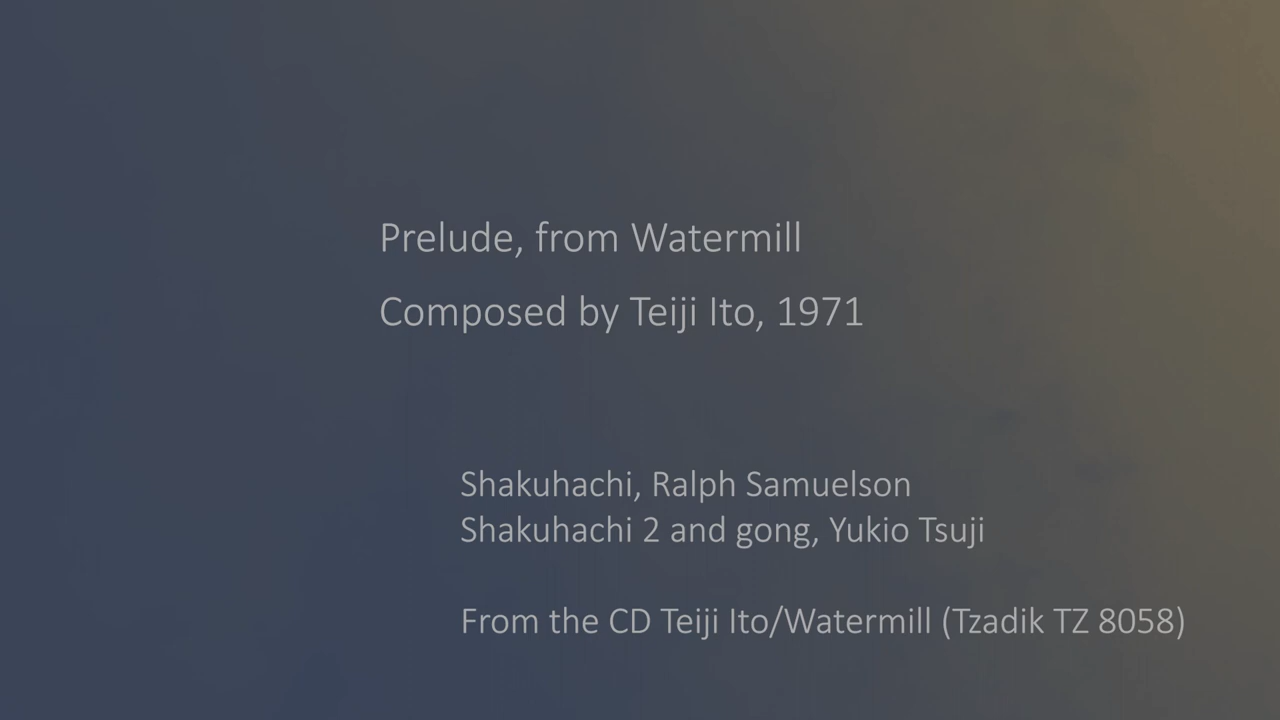 Prelude, from Watermill
Composed by Teiji Ito, 1971
Shakuhachi, Ralph Samuelson
Shakuhachi 2 and gong, Yukio Tsuji
From the CD Teiji Ito/Watermill (Tzadik TZ 8058)